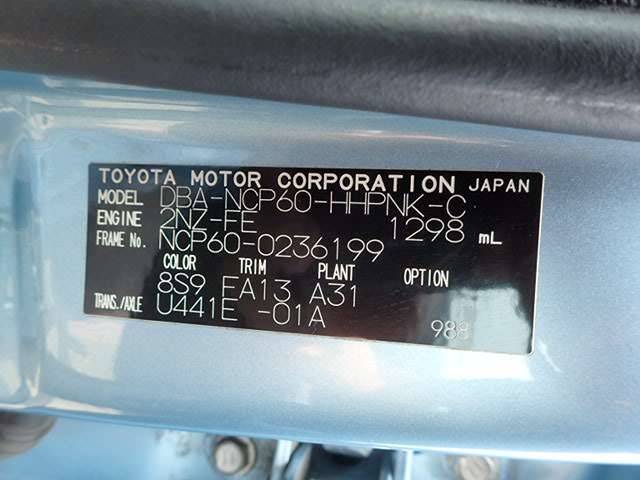 TOYOTA MOTOR CORPORATION JAPAN
MODEL DBA-NCP60-HHPNK-C
ENGINE 2NZ-FE 1298 mL
FRAME No. NCP60-0236199
COLOR TRIM PLANT OPTION
8S9 FA13 A31
TRANS./AXLE U441E -01A
988